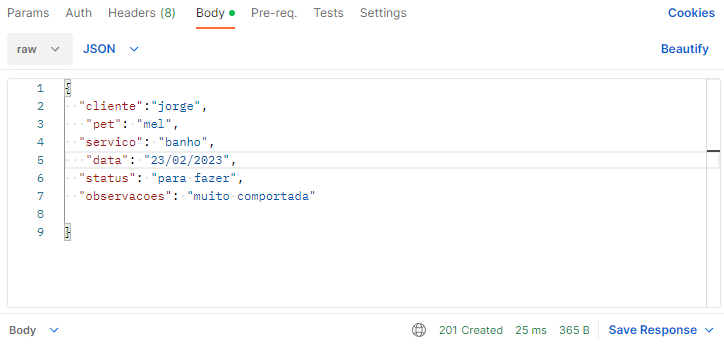 Params Auth Headers (8) Body Pre-req. Tests Settings Cookies
raw JSON Beautify
1 {
2 "cliente":"jorge",
3 "pet": "mel",
4 "servico": "banho",
5 "data": "23/02/2023",
6 "status": "para fazer",
7 "observacoes": "muito comportada"
8
9 }
Body 201 Created 25 ms 365 B Save Response